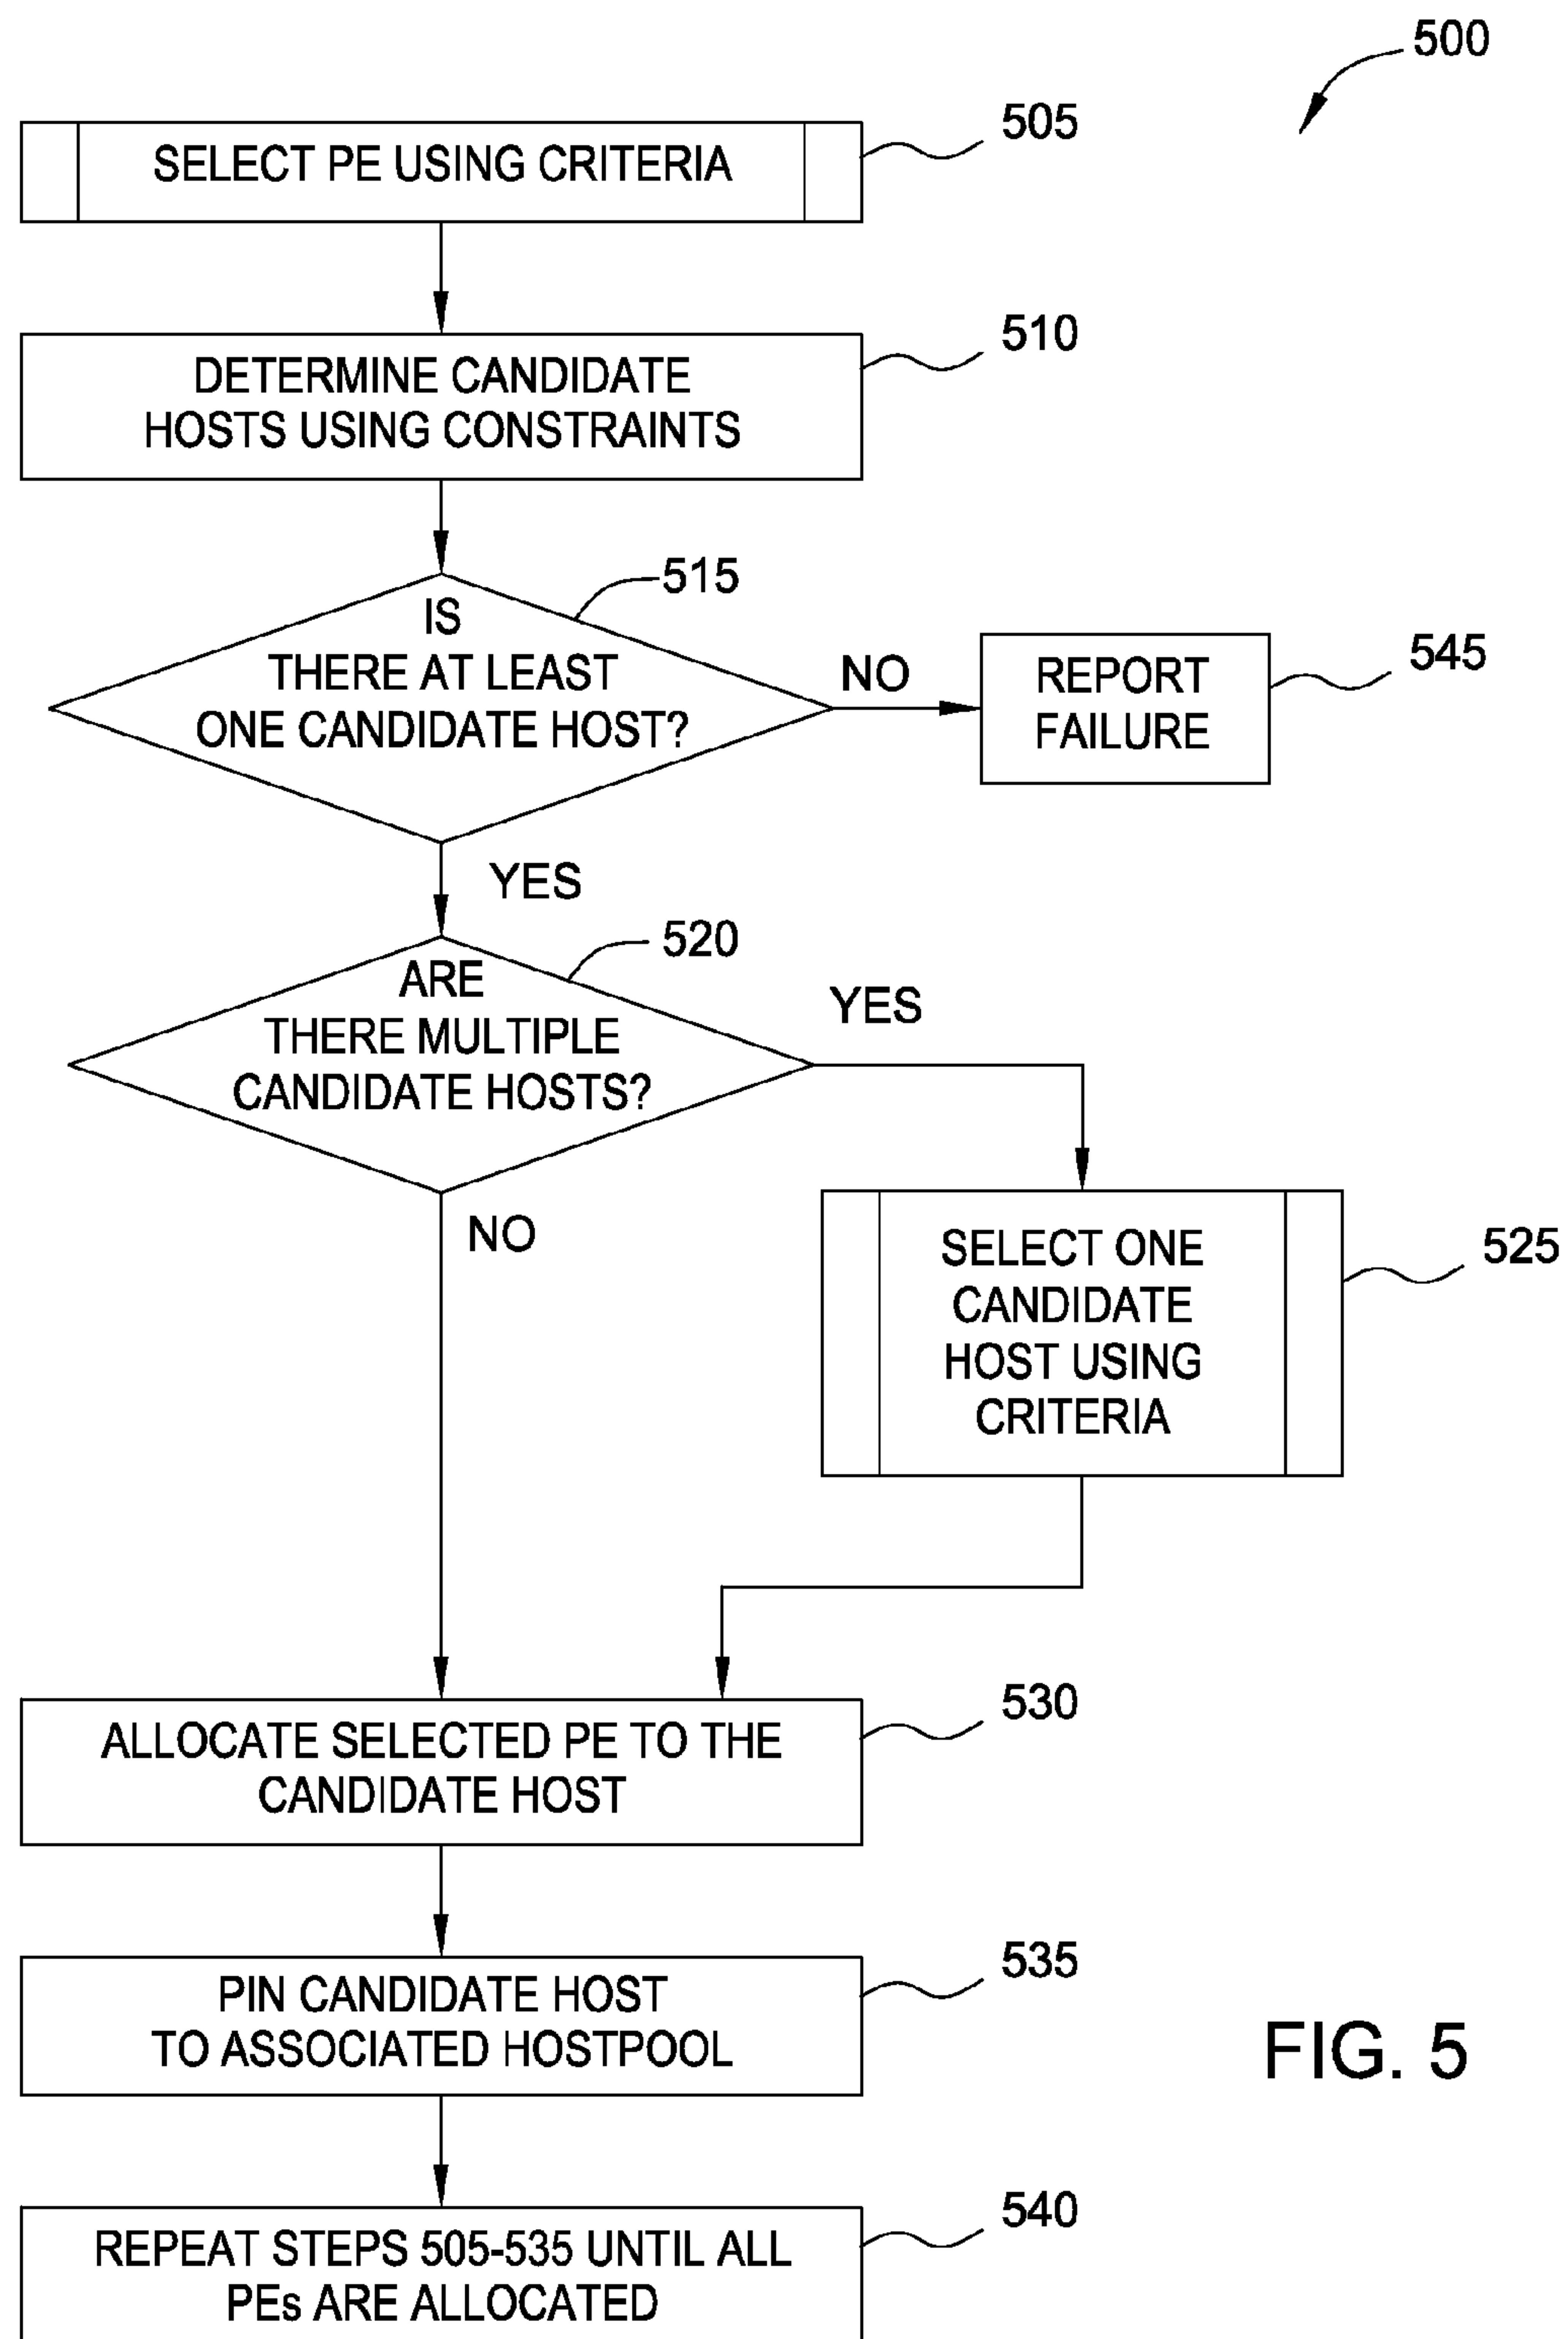 500
SELECT PE USING CRITERIA
505
DETERMINE CANDIDATE
HOSTS USING CONSTRAINTS
510
IS
THERE AT LEAST
ONE CANDIDATE HOST?
515
NO
REPORT
FAILURE
545
YES
ARE
THERE MULTIPLE
CANDIDATE HOSTS?
520
YES
NO
SELECT ONE
CANDIDATE
HOST USING
CRITERIA
525
ALLOCATE SELECTED PE TO THE
CANDIDATE HOST
530
PIN CANDIDATE HOST
TO ASSOCIATED HOSTPOOL
535
FIG. 5
REPEAT STEPS 505-535 UNTIL ALL
PEs ARE ALLOCATED
540